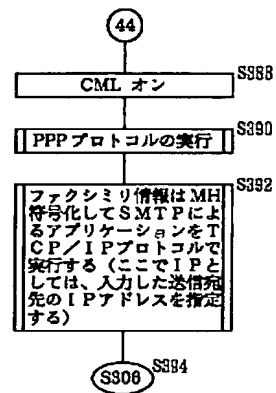 44
S388
CML オン
S390
PPPプロトコルの実行
S392
ファクシミリ情報はMH
符号化してSMTPによ
るアプリケーションをT
CP/IPプロトコルで
実行する(ここでIPと
しては、入力した送信宛
先のIPアドレスを指定
する)
S394
S306